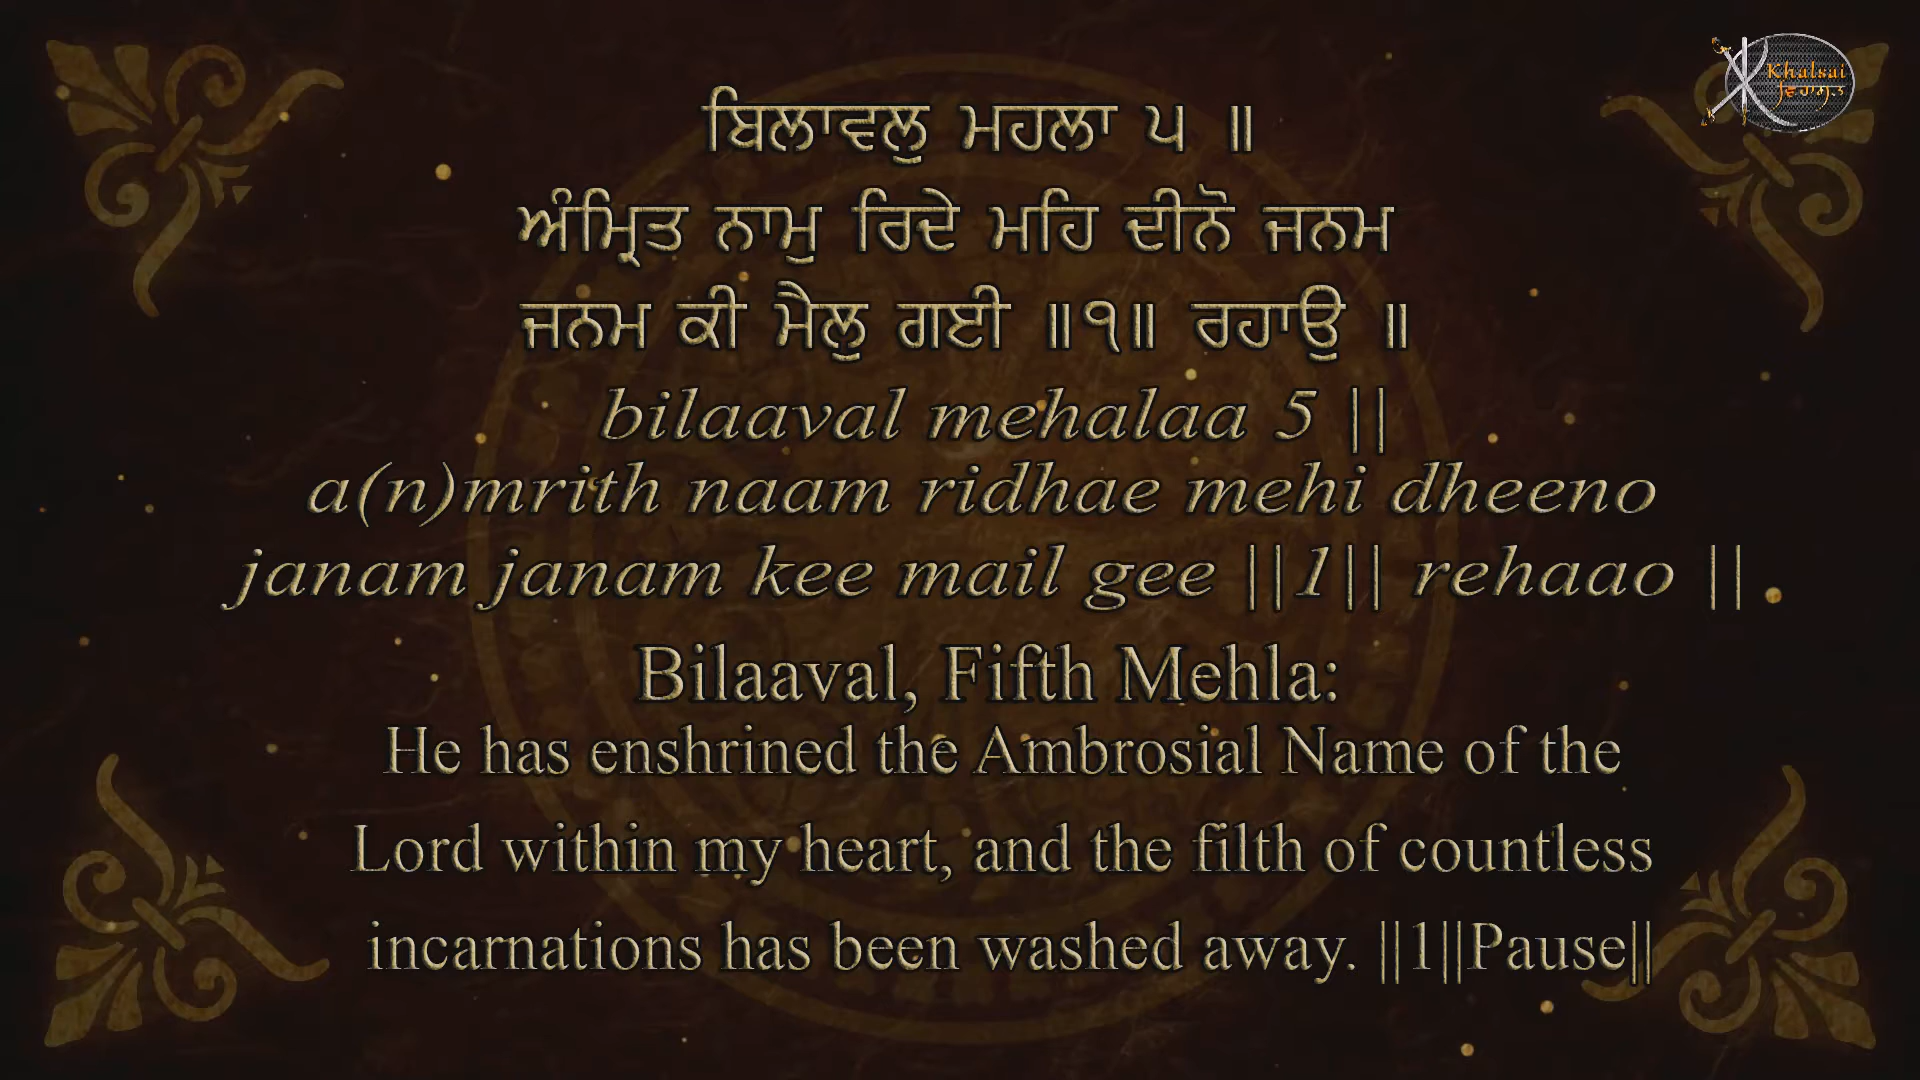 Khalsai
ਬਿਲਾਵਲੁ ਮਹਲਾ ੫ ॥
ਅੰਮ੍ਰਿਤ ਨਾਮੁ ਰਿਦੇ ਮਹਿ ਦੀਨੋ ਜਨਮ
ਜਨਮ ਕੀ ਮੈਲੁ ਗਈ ॥੧॥ ਰਹਾਉ ॥
bilaaval mehalaa 5 ||
a(n)mrith naam ridhae mehi dheeno
janam janam kee mail gee ||1|| rehaao ||
Bilaaval, Fifth Mehla:
He has enshrined the Ambrosial Name of the
Lord within my heart, and the filth of countless
incarnations has been washed away. ||1||Pause||